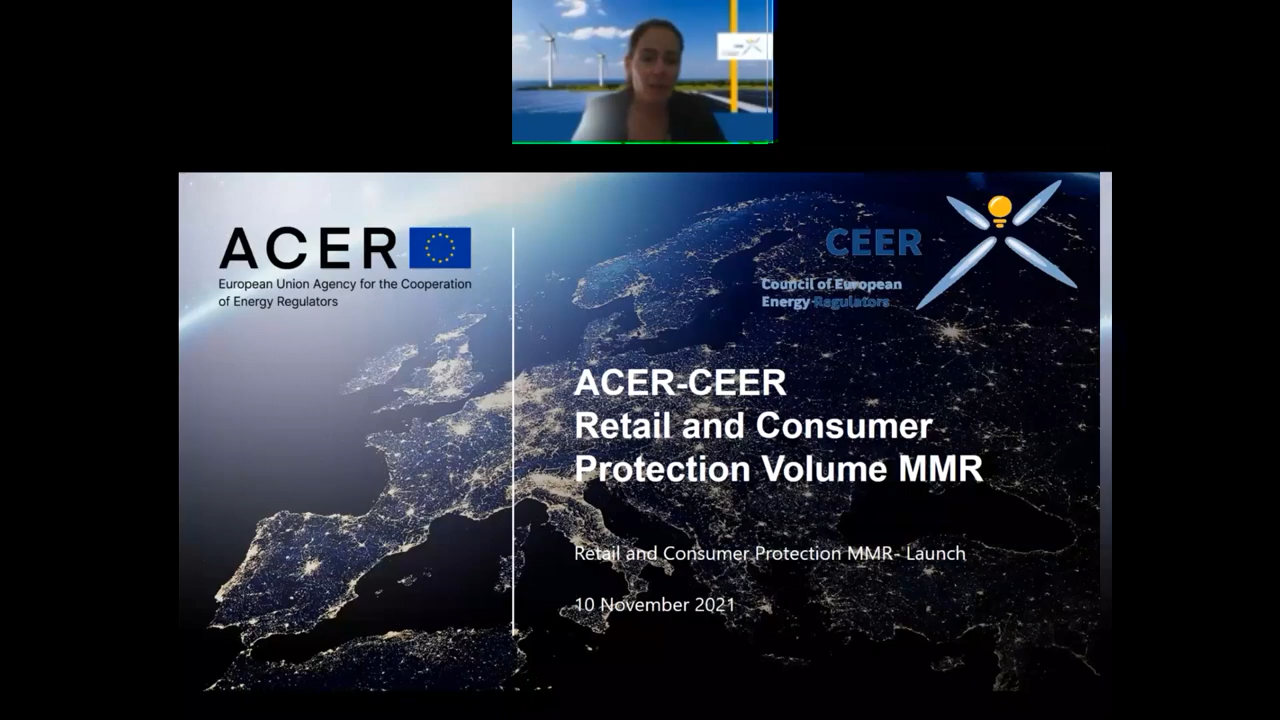 CEER
ACER
European Union Agency for the Cooperation
of Energy Regulators
CEER
Council of European
Energy Regulators
ACER-CEER
Retail and Consumer
Protection Volume MMR
Retail and Consumer Protection MMR- Launch
10 November 2021